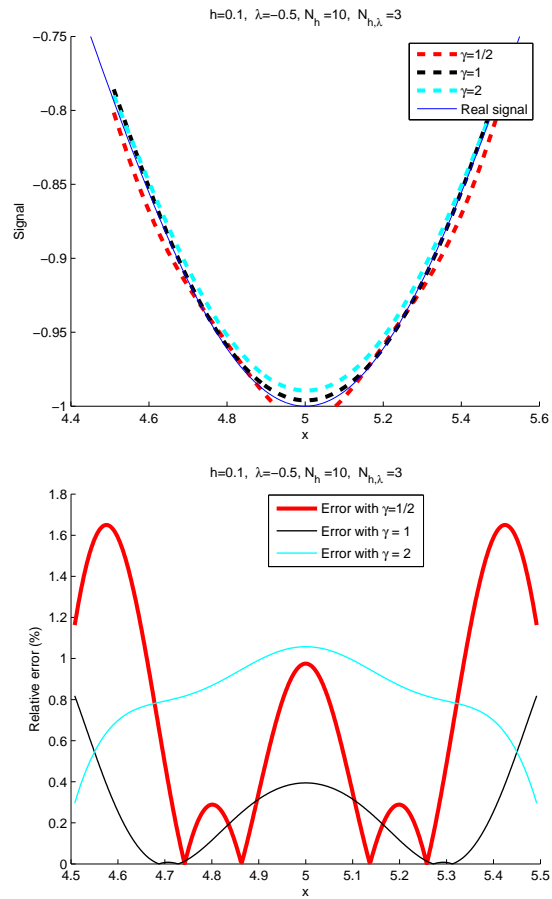 h=0.1, λ=−0.5, N_h =10, N_{h,λ} =3
−0.75
−0.8
−0.85
−0.9
−0.95
−1
Signal
4.4 4.6 4.8 5 5.2 5.4 5.6
x
γ=1/2
γ=1
γ=2
Real signal
h=0.1, λ=−0.5, N_h =10, N_{h,λ} =3
1.8
1.6
1.4
1.2
1
0.8
0.6
0.4
0.2
0
Relative error (%)
4.5 4.6 4.7 4.8 4.9 5 5.1 5.2 5.3 5.4 5.5
x
Error with γ=1/2
Error with γ = 1
Error with γ = 2